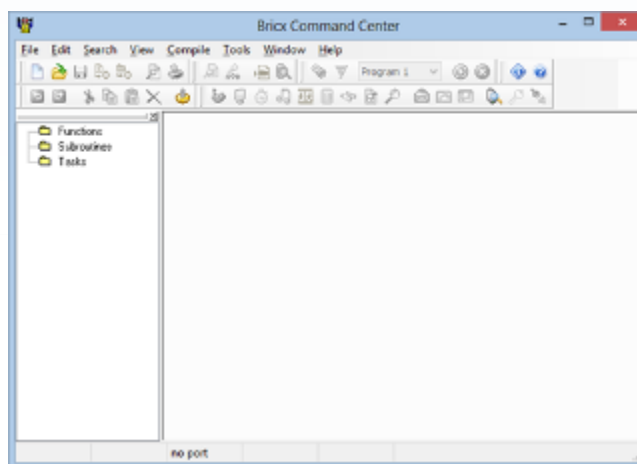 Bricx Command Center
File Edit Search View Compile Tools Window Help
Program 1
Functions
Subroutines
Tasks
no port